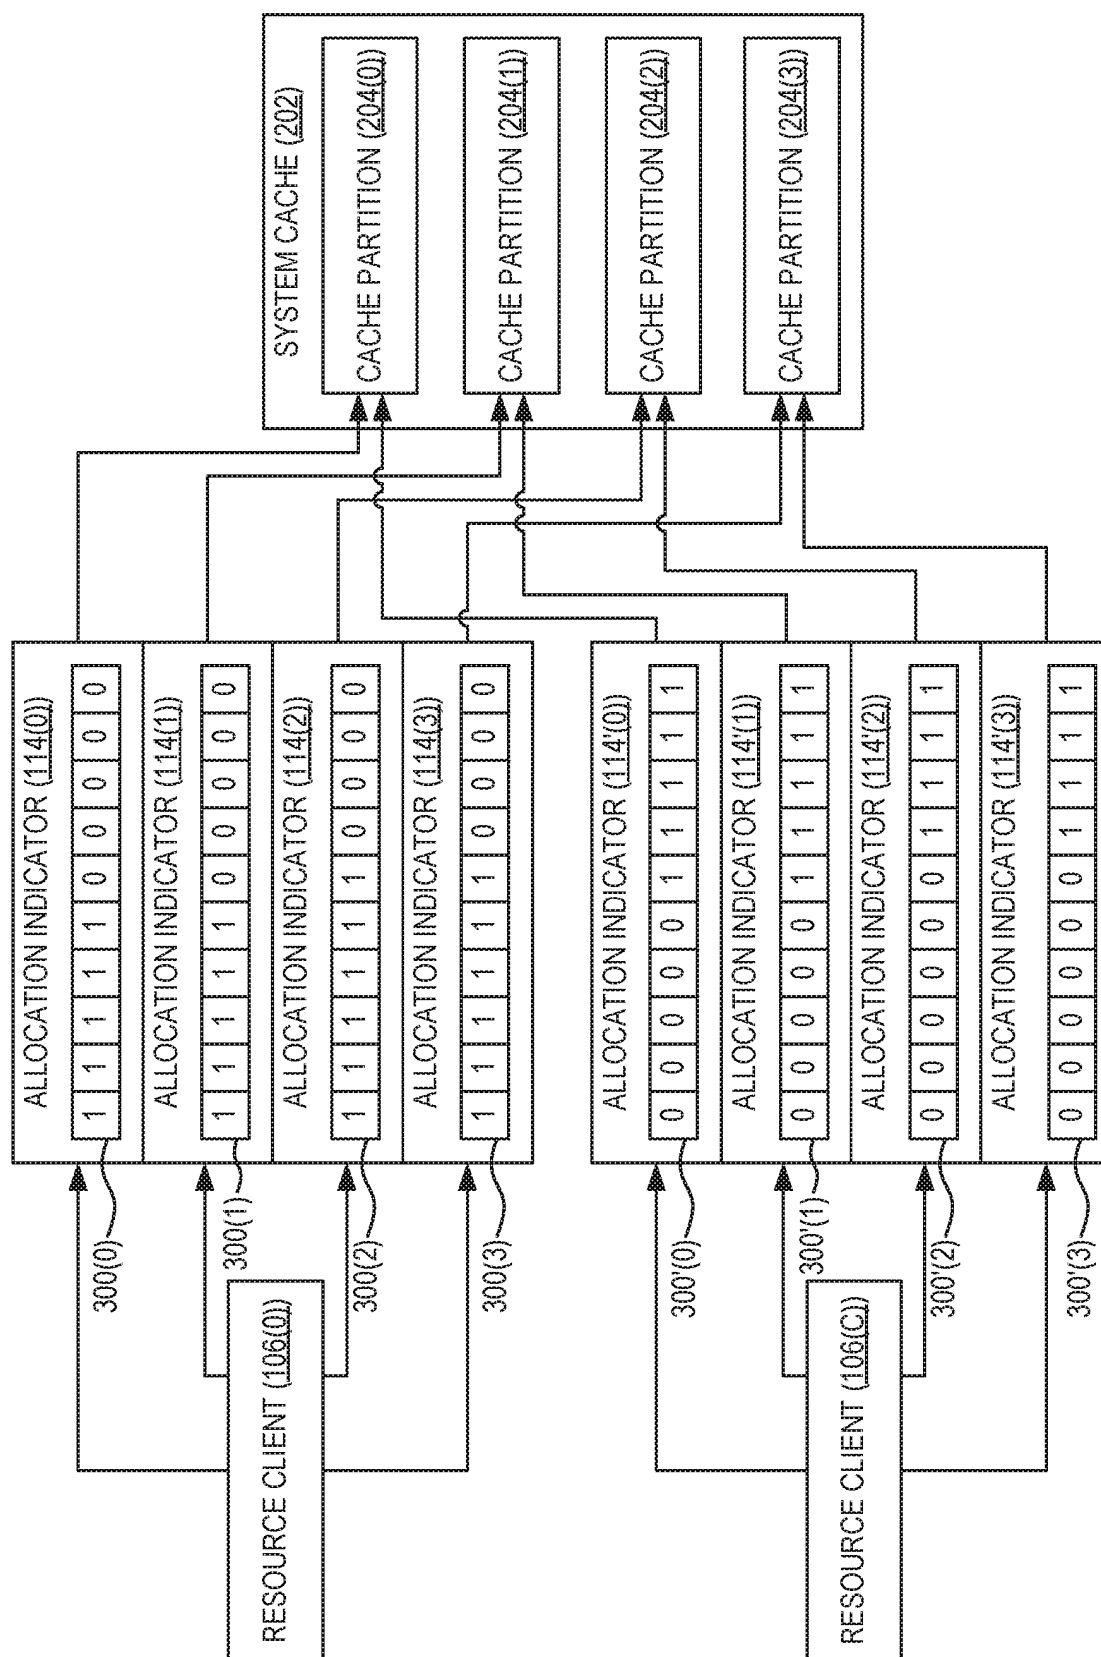 ALLOCATION INDICATOR (114(0))
1 1 1 1 1 0 0 0 0 0
300(0)
ALLOCATION INDICATOR (114(1))
1 1 1 1 1 0 0 0 0 0
300(1)
RESOURCE CLIENT (106(0))
ALLOCATION INDICATOR (114(2))
1 1 1 1 1 1 0 0 0 0
300(2)
ALLOCATION INDICATOR (114(3))
1 1 1 1 1 1 0 0 0 0
300(3)
SYSTEM CACHE (202)
CACHE PARTITION (204(0))
CACHE PARTITION (204(1))
CACHE PARTITION (204(2))
CACHE PARTITION (204(3))
ALLOCATION INDICATOR (114'(0))
0 0 0 0 0 1 1 1 1 1
300'(0)
ALLOCATION INDICATOR (114'(1))
0 0 0 0 0 1 1 1 1 1
300'(1)
RESOURCE CLIENT (106(C))
ALLOCATION INDICATOR (114'(2))
0 0 0 0 0 0 1 1 1 1
300'(2)
ALLOCATION INDICATOR (114'(3))
0 0 0 0 0 0 1 1 1 1
300'(3)